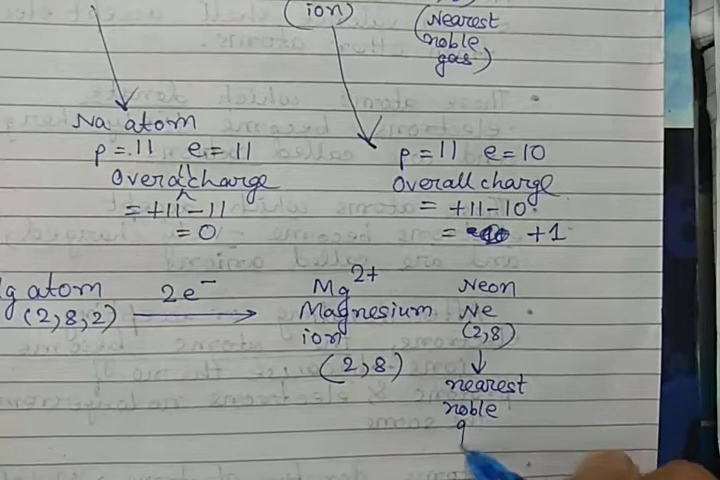 ion)
(Nearest
noble
gas)
Na atom
p = 11 e = 11
Overall charge
= +11 - 11
= 0
p = 11 e = 10
Overall charge
= +11 - 10
= +1
g atom
(2,8,2)
2e⁻
Mg²⁺
Magnesium
ion
(2,8)
Neon
Ne
(2,8)
nearest
noble
g